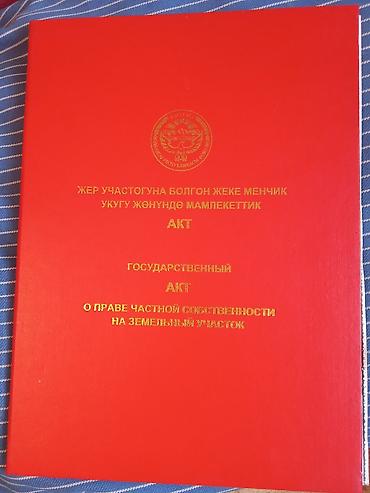 ЖЕР УЧАСТОГУНА БОЛГОН ЖЕКЕ МЕНЧИК
УКУГУ ЖӨНҮНДӨ МАМЛЕКЕТТИК
АКТ
ГОСУДАРСТВЕННЫЙ
АКТ
О ПРАВЕ ЧАСТНОЙ СОБСТВЕННОСТИ
НА ЗЕМЕЛЬНЫЙ УЧАСТОК